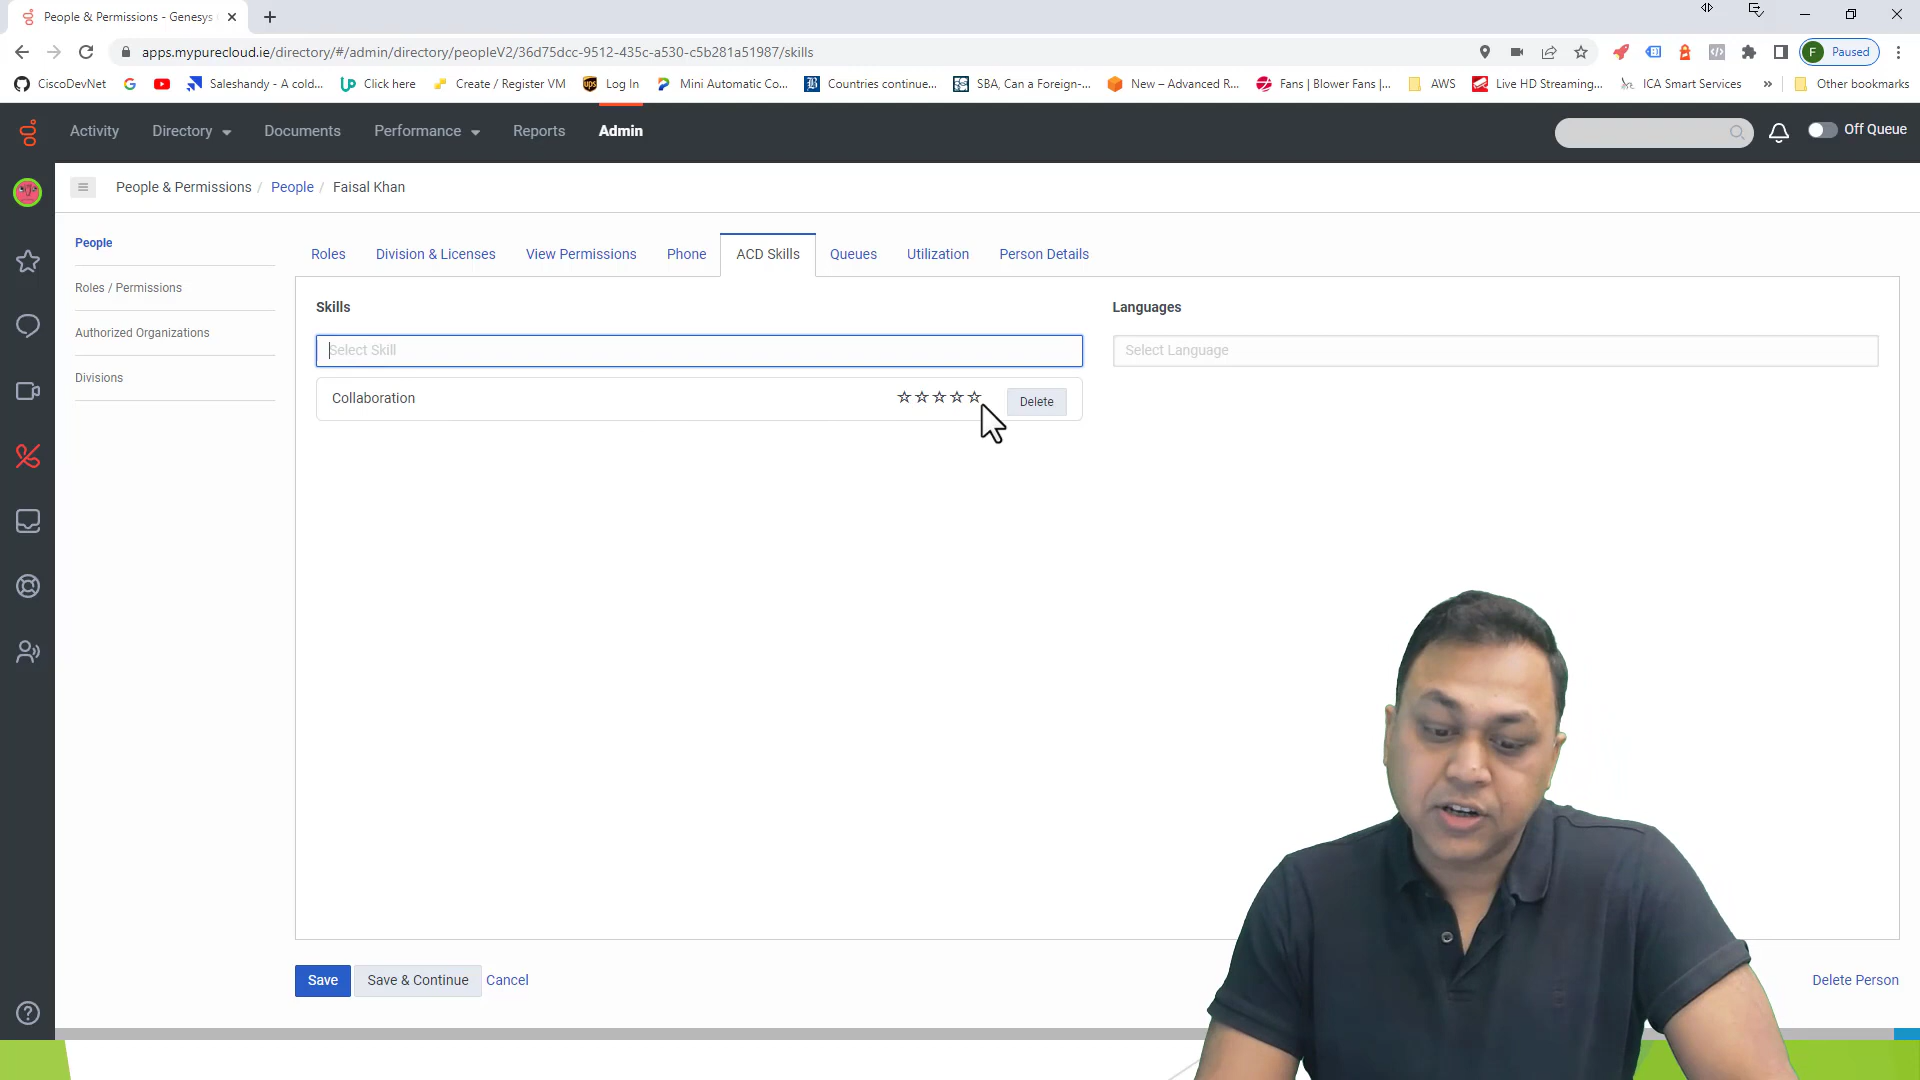 People & Permissions - Genesys
apps.mypurecloud.ie/directory/#/admin/directory/peopleV2/36d75dcc-9512-435c-a530-c5b281a51987/skills
F Paused
CiscoDevNet
Saleshandy - A cold...
Click here
Create / Register VM
Log In
Mini Automatic Co...
Countries continue...
SBA, Can a Foreign-...
New – Advanced R...
Fans | Blower Fans |...
AWS
Live HD Streaming...
ICA Smart Services
»
Other bookmarks
Activity
Directory
Documents
Performance
Reports
Admin
Off Queue
People & Permissions / People / Faisal Khan
People
Roles / Permissions
Authorized Organizations
Divisions
Roles
Division & Licenses
View Permissions
Phone
ACD Skills
Queues
Utilization
Person Details
Skills
Select Skill
Collaboration
Delete
Languages
Select Language
Save
Save & Continue
Cancel
Delete Person